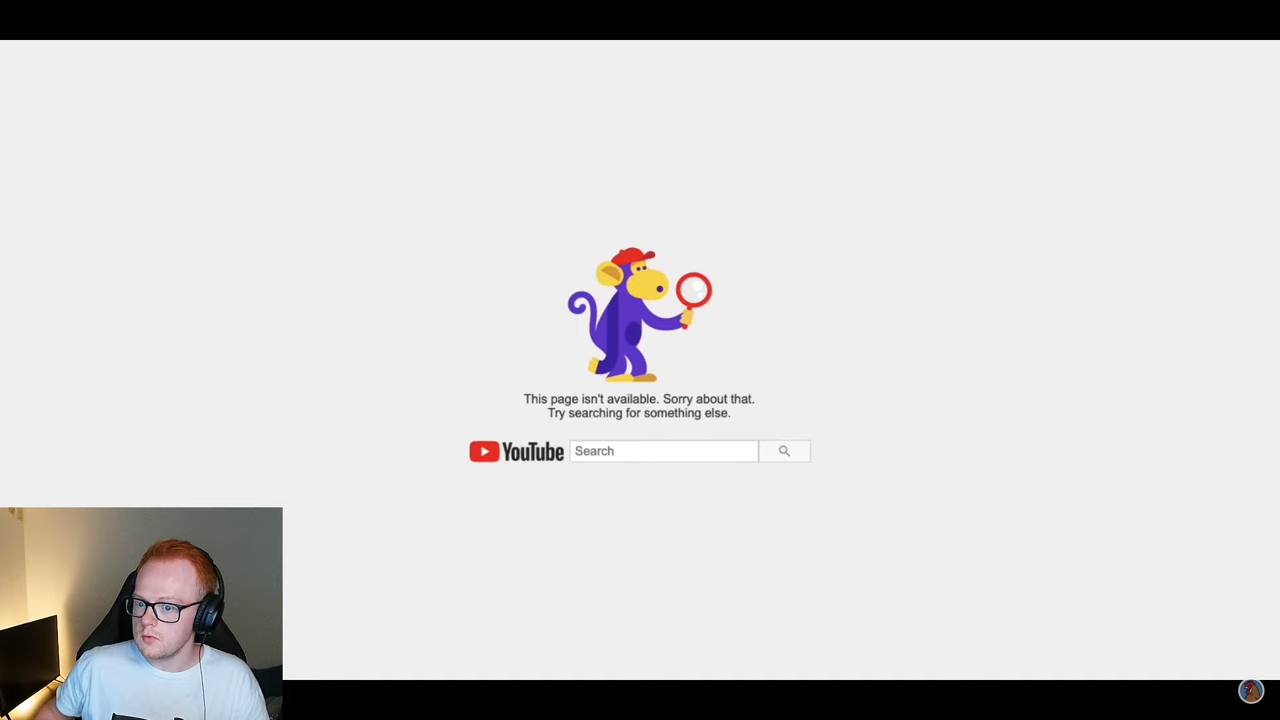 This page isn't available. Sorry about that.
Try searching for something else.
YouTube Search